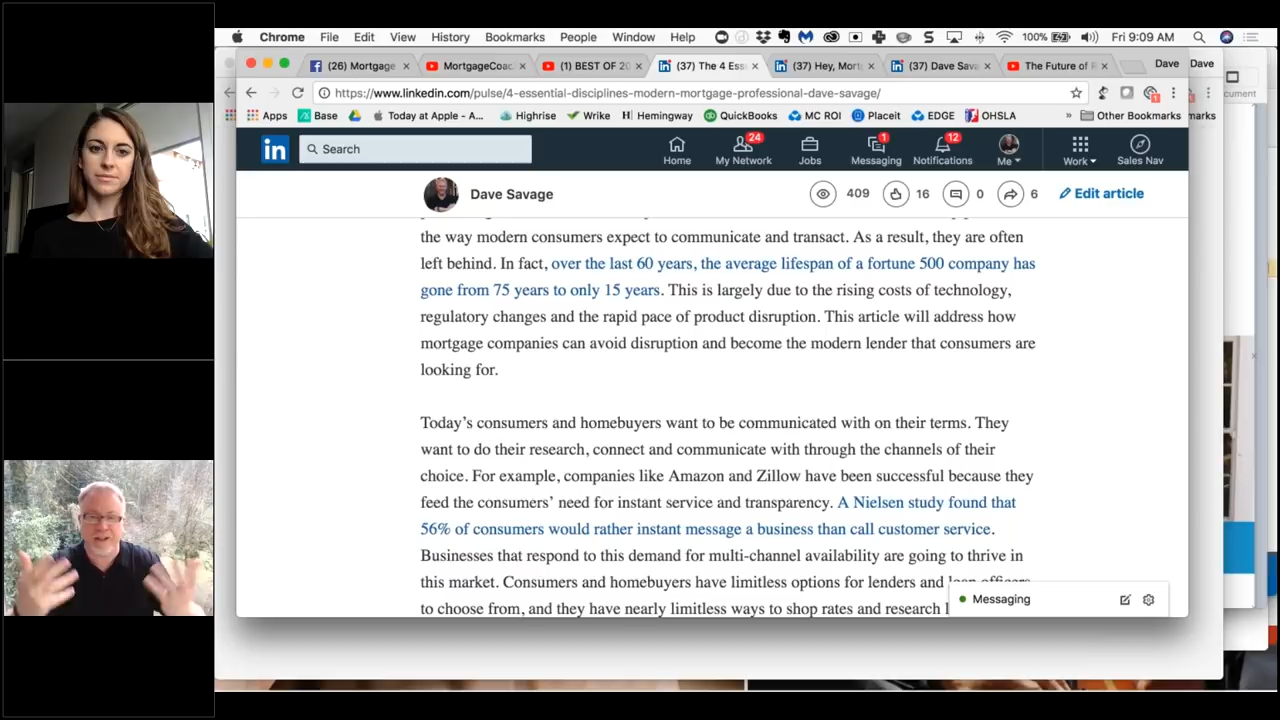 Chrome File Edit View History Bookmarks People Window Help 100% Fri 9:09 AM
(26) Mortgage
MortgageCoac
(1) BEST OF 20
(37) The 4 Ess
(37) Hey, Mort
(37) Dave Sava
The Future of R
Dave Dave
https://www.linkedin.com/pulse/4-essential-disciplines-modern-mortgage-professional-dave-savage/
cument
Apps Base Today at Apple - A... Highrise Wrike Hemingway QuickBooks MC ROI Placeit EDGE OHSLA » Other Bookmarks
marks
in Search
24 1 12
Home My Network Jobs Messaging Notifications Me Work Sales Nav
Dave Savage 409 16 0 6 Edit article
the way modern consumers expect to communicate and transact. As a result, they are often
left behind. In fact, over the last 60 years, the average lifespan of a fortune 500 company has
gone from 75 years to only 15 years. This is largely due to the rising costs of technology,
regulatory changes and the rapid pace of product disruption. This article will address how
mortgage companies can avoid disruption and become the modern lender that consumers are
looking for.
Today’s consumers and homebuyers want to be communicated with on their terms. They
want to do their research, connect and communicate with through the channels of their
choice. For example, companies like Amazon and Zillow have been successful because they
feed the consumers’ need for instant service and transparency. A Nielsen study found that
56% of consumers would rather instant message a business than call customer service.
Businesses that respond to this demand for multi-channel availability are going to thrive in
this market. Consumers and homebuyers have limitless options for lenders and loan officers
to choose from, and they have nearly limitless ways to shop rates and research
Messaging